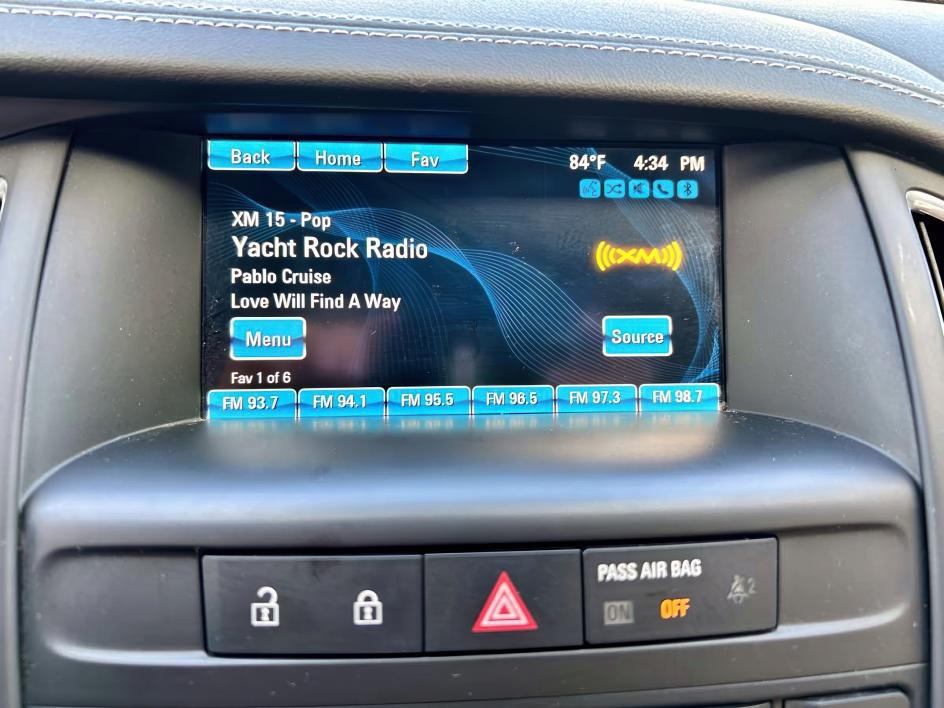 Back Home Fav 84°F 4:34 PM
XM 15 - Pop
Yacht Rock Radio
XM
Pablo Cruise
Love Will Find A Way
Menu Source
Fav 1 of 6
FM 93.7 FM 94.1 FM 95.5 FM 96.5 FM 97.3 FM 98.7
PASS AIR BAG
ON OFF 2